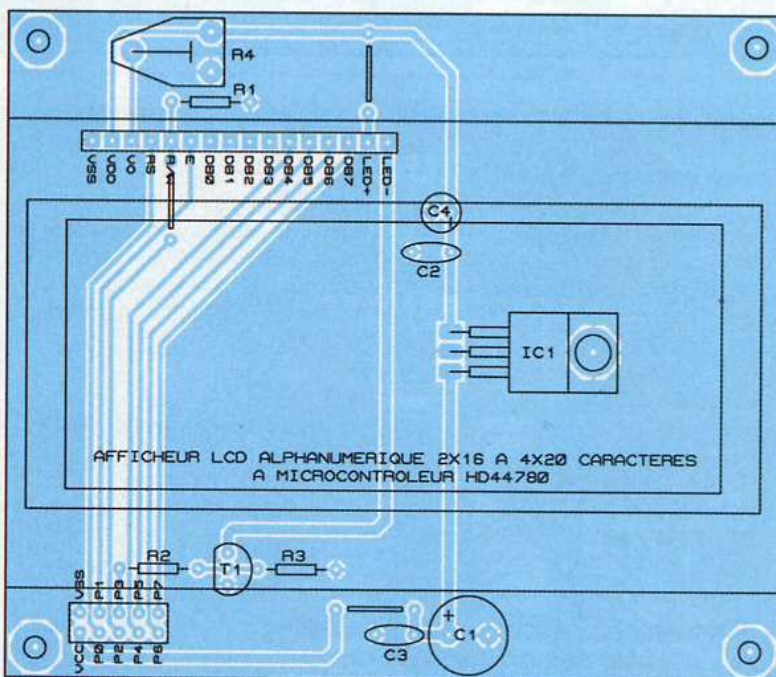 R4
R1
VSS VDD VO RS R/W E DB0 DB1 DB2 DB3 DB4 DB5 DB6 DB7 LED+ LED-
C4
+
C2
IC1
AFFICHEUR LCD ALPHANUMERIQUE 2X16 A 4X20 CARACTERES
A MICROCONTROLEUR HD44780
R2 T1 R3
VSS P1 P3 P5 P7
VCC P0 P2 P4 P6
+
C3 C1